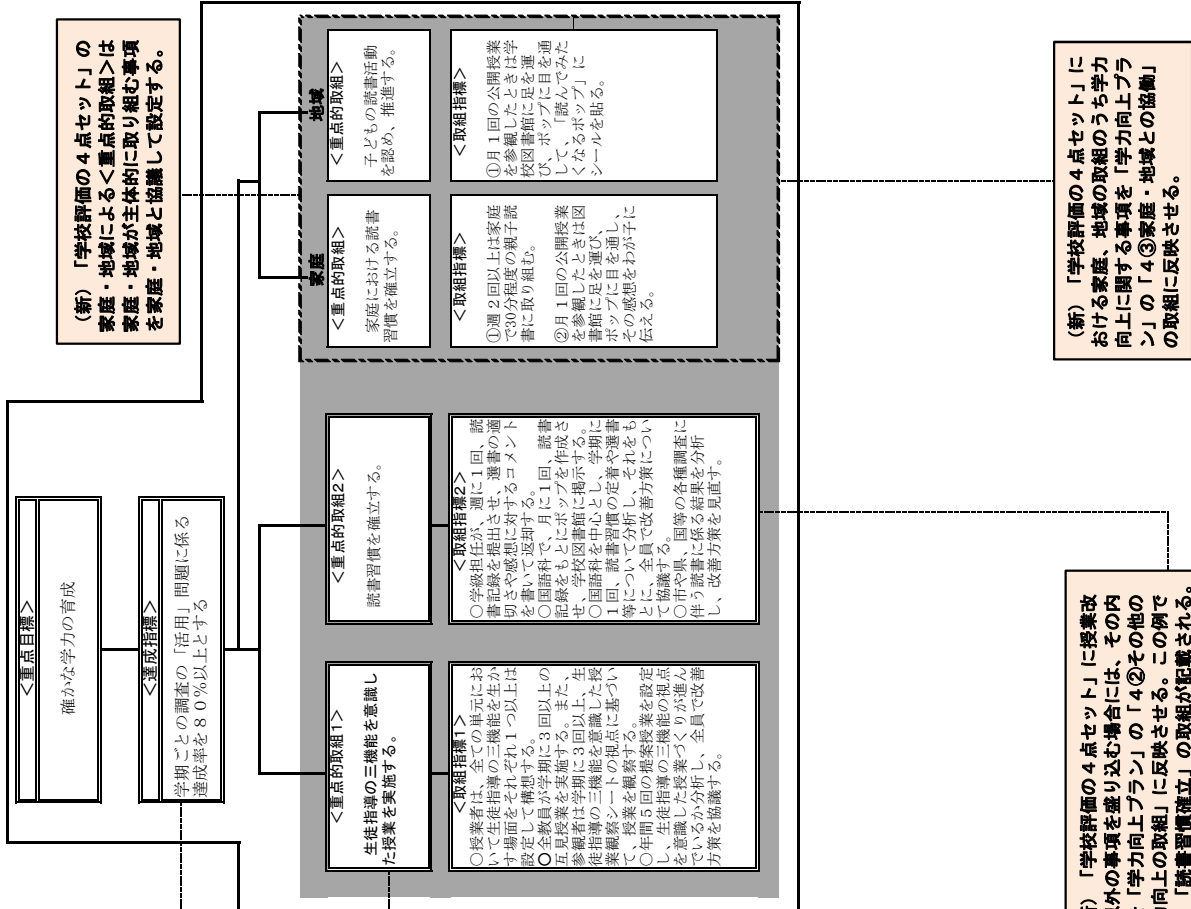 <重点目標>
確かな学力の育成
<達成指標>
学期ごとの調査の「活用」問題に係る
達成率を80%以上とする
<重点的取組1>
生徒指導の三機能を意識し
た授業を実施する。
<取組指標1>
○授業者は、全ての単元にお
いて生徒指導の三機能を生か
す場面をそれぞれ1つ以上は
設定して構想する。
○全教員が学期に3回以上の
互見授業を実施する。また、
参観者は学期に3回以上、生
徒指導の三機能を意識した授
業観察シートの視点に基づい
て、授業を観察する。
○年間5回の提案授業を設定
し、生徒指導の三機能の視点
を意識した授業づくりが進ん
でいるか分析し、全員で改善
方策を協議する。
<重点的取組2>
読書習慣を確立する。
<取組指標2>
○学級担任が、週に1回、読
書記録を提出させ、選書の適
切さや感想に対するコメント
を書いて返却する。
○国語科で、月に1回、読書
記録をもとにポップを作成さ
せ、学校図書館に掲示する。
○国語科を中心とし、学期に
1回、読書習慣の定着や選書
等について分析し、それをも
とに、全員で改善方策につい
て協議する。
○市や県、国等の各種調査に
伴う読書に係る結果を分析
し、改善方策を見直す。
家庭
<重点的取組>
家庭における読書
習慣を確立する。
<取組指標>
①週2回以上は家庭
で30分程度の親子読
書に取り組む。
②月1回の公開授業
を参観したときは図
書館に足を運び、
ポップに目を通し、
その感想をわが子に
伝える。
地域
<重点的取組>
子どもの読書活動
を認め、推進する。
<取組指標>
①月1回の公開授業
を参観したときは学
校図書館に足を運
び、ポップに目を通
して、「読んでみた
くなるポップ」に
シールを貼る。
(新)「学校評価の4点セット」の
家庭・地域による<重点的取組>は
家庭・地域が主体的に取り組む事項
を家庭・地域と協議して設定する。
(新)「学校評価の4点セット」に
おける家庭、地域の取組のうち学力
向上に関する事項を「学力向上プラ
ン」の「4③家庭・地域との協働」
の取組に反映させる。
「学校評価の4点セット」に授業改
外の事項を盛り込む場合には、その内
「学力向上プラン」の「4②その他の
向上の取組」に反映させる。この例で
「読書習慣確立」の取組が記載される。